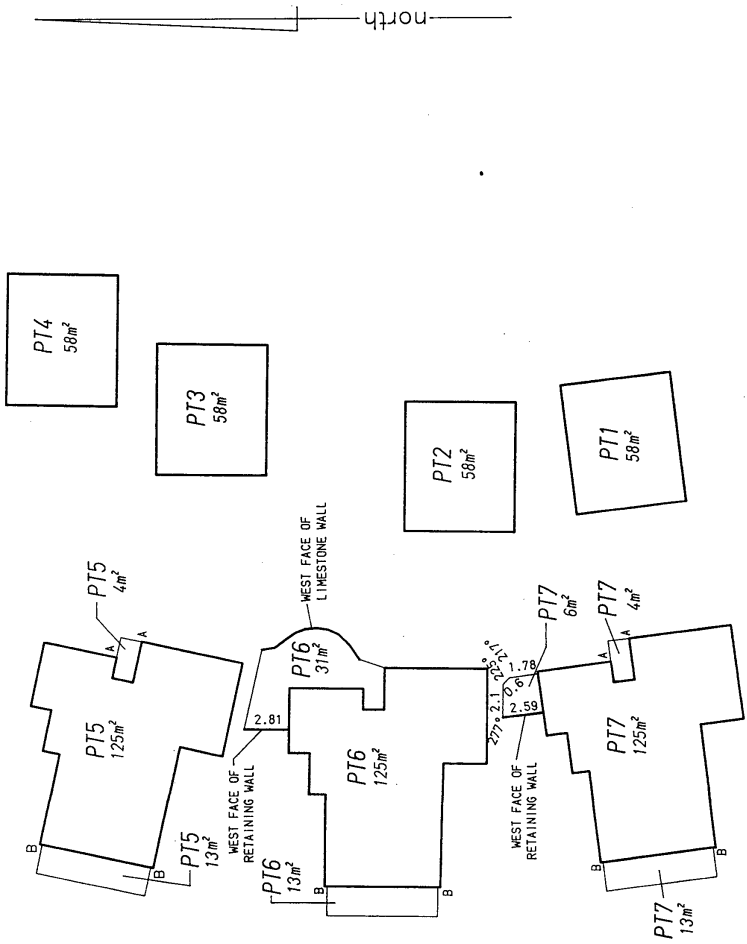 north
PT4
58m²
PT3
58m²
PT2
58m²
PT1
58m²
PT5
4m²
A
A
PT5
125m²
B
B
PT5
13m²
WEST FACE OF
LIMESTONE WALL
PT6
31m²
2.81
WEST FACE OF
RETAINING WALL
PT6
125m²
B
B
PT6
13m²
277°
2.1
225°
217°
0.6
1.78
2.59
PT7
6m²
PT7
4m²
A
A
WEST FACE OF
RETAINING WALL
PT7
125m²
B
B
PT7
13m²